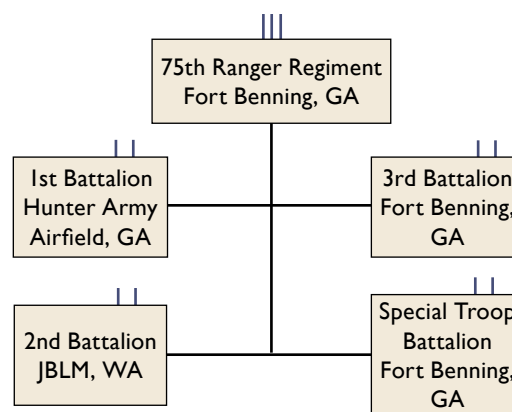 75th Ranger Regiment
Fort Benning, GA
1st Battalion
Hunter Army
Airfield, GA
3rd Battalion
Fort Benning,
GA
2nd Battalion
JBLM, WA
Special Troop
Battalion
Fort Benning,
GA